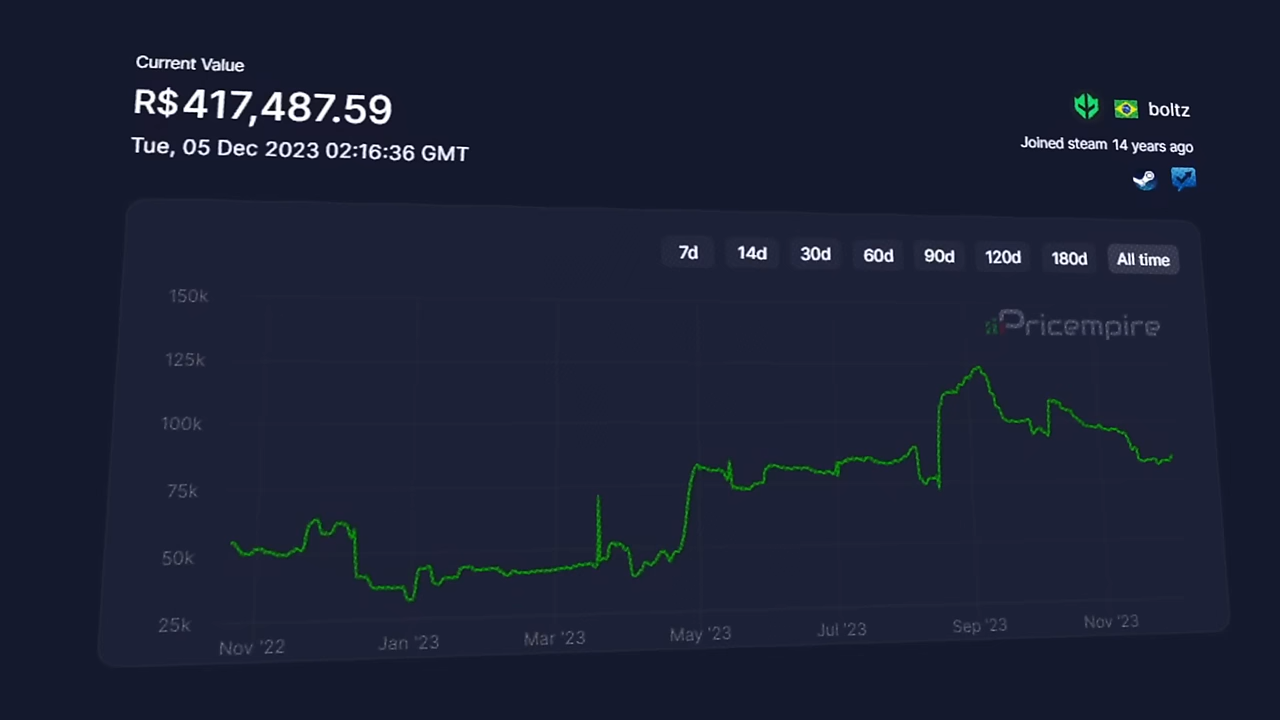 Current Value
R$417,487.59
Tue, 05 Dec 2023 02:16:36 GMT
boltz
Joined steam 14 years ago
7d 14d 30d 60d 90d 120d 180d All time
Pricempire
150k
125k
100k
75k
50k
25k
Nov '22 Jan '23 Mar '23 May '23 Jul '23 Sep '23 Nov '23